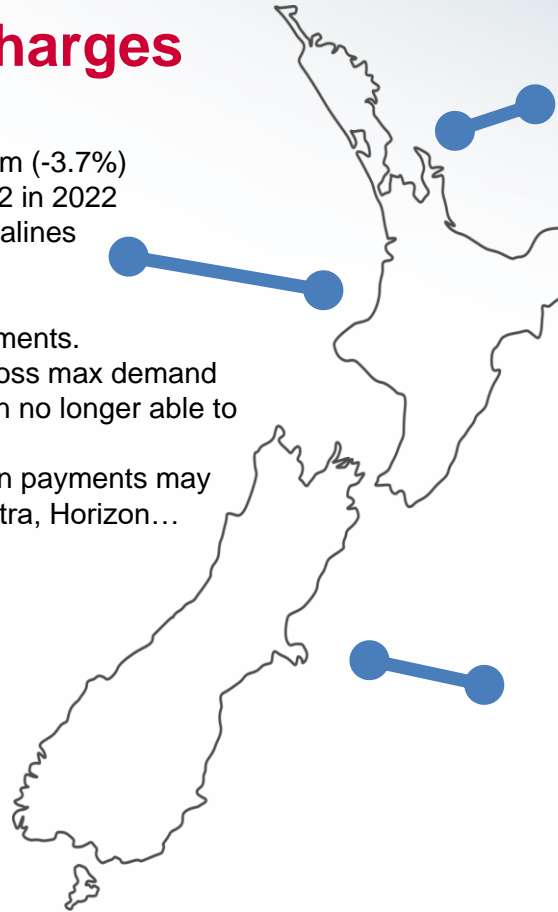 harges
m (-3.7%)
2 in 2022
alines
ments.
oss max demand
n no longer able to
n payments may
tra, Horizon…